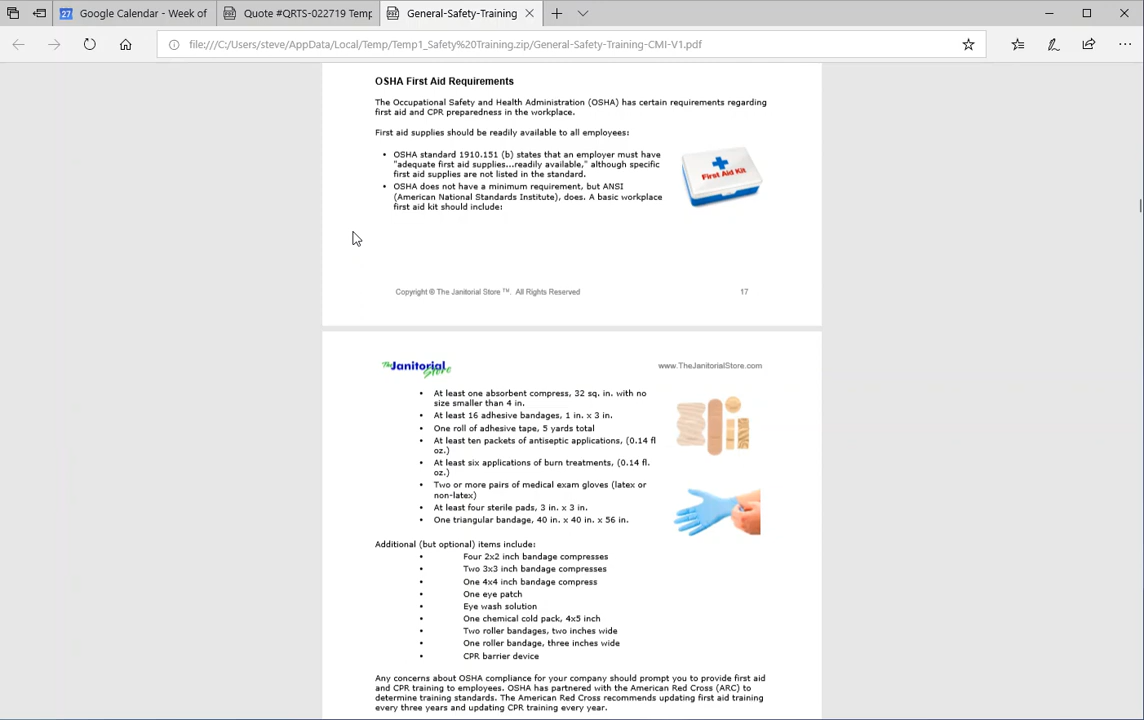 Google Calendar - Week of
Quote #QRTS-022719 Temp
General-Safety-Training
file:///C:/Users/steve/AppData/Local/Temp/Temp1_Safety%20Training.zip/General-Safety-Training-CMI-V1.pdf
OSHA First Aid Requirements
The Occupational Safety and Health Administration (OSHA) has certain requirements regarding
first aid and CPR preparedness in the workplace.
First aid supplies should be readily available to all employees:
• OSHA standard 1910.151 (b) states that an employer must have
"adequate first aid supplies...readily available," although specific
first aid supplies are not listed in the standard.
• OSHA does not have a minimum requirement, but ANSI
(American National Standards Institute), does. A basic workplace
first aid kit should include:
First Aid Kit
Copyright © The Janitorial Store ™. All Rights Reserved 17
The Janitorial Store
www.TheJanitorialStore.com
• At least one absorbent compress, 32 sq. in. with no
size smaller than 4 in.
• At least 16 adhesive bandages, 1 in. x 3 in.
• One roll of adhesive tape, 5 yards total
• At least ten packets of antiseptic applications, (0.14 fl
oz.)
• At least six applications of burn treatments, (0.14 fl.
oz.)
• Two or more pairs of medical exam gloves (latex or
non-latex)
• At least four sterile pads, 3 in. x 3 in.
• One triangular bandage, 40 in. x 40 in. x 56 in.
Additional (but optional) items include:
• Four 2x2 inch bandage compresses
• Two 3x3 inch bandage compresses
• One 4x4 inch bandage compress
• One eye patch
• Eye wash solution
• One chemical cold pack, 4x5 inch
• Two roller bandages, two inches wide
• One roller bandage, three inches wide
• CPR barrier device
Any concerns about OSHA compliance for your company should prompt you to provide first aid
and CPR training to employees. OSHA has partnered with the American Red Cross (ARC) to
determine training standards. The American Red Cross recommends updating first aid training
every three years and updating CPR training every year.